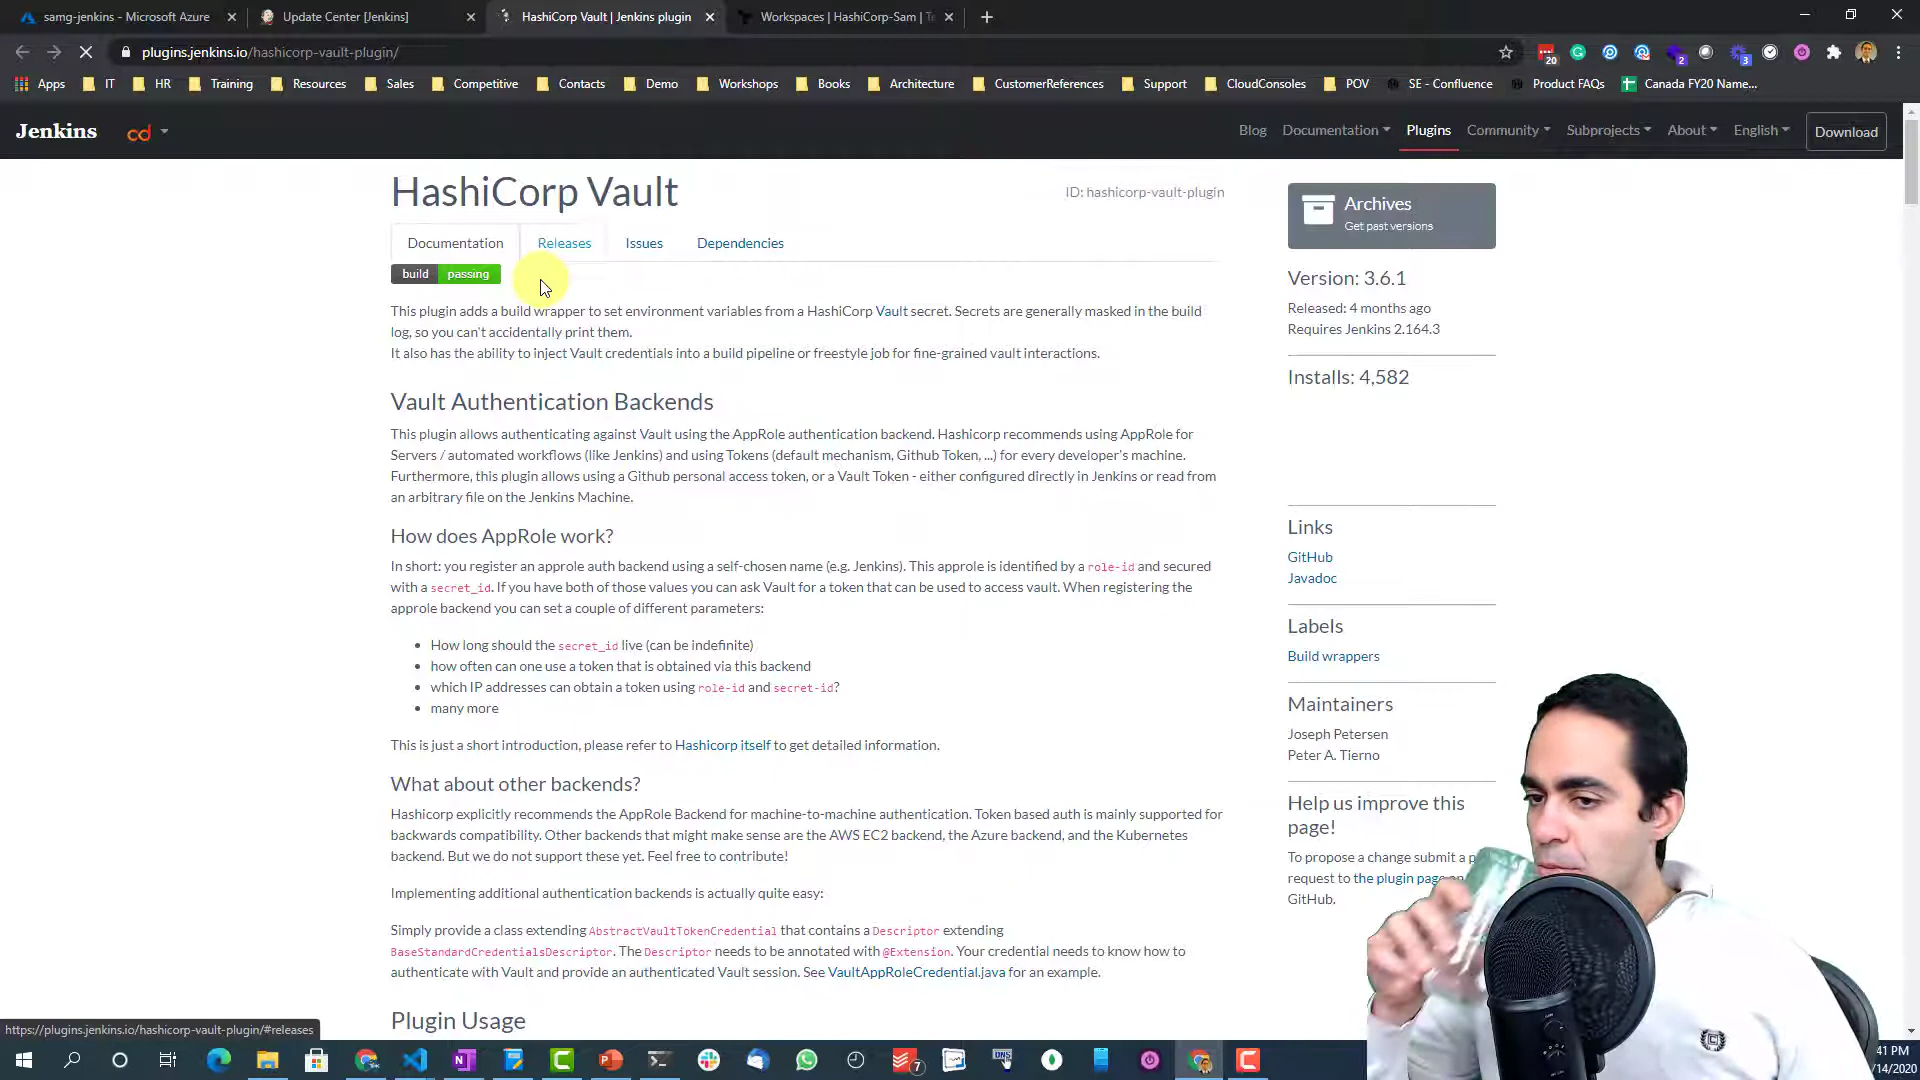 samg-jenkins - Microsoft Azure
Update Center [Jenkins]
HashiCorp Vault | Jenkins plugin
Workspaces | HashiCorp-Sam |
plugins.jenkins.io/hashicorp-vault-plugin/
20
2
3
Apps
IT
HR
Training
Resources
Sales
Competitive
Contacts
Demo
Workshops
Books
Architecture
CustomerReferences
Support
CloudConsoles
POV
SE - Confluence
Product FAQs
Canada FY20 Name...
Jenkins
cd
Blog
Documentation
Plugins
Community
Subprojects
About
English
Download
HashiCorp Vault
ID: hashicorp-vault-plugin
Documentation
Releases
Issues
Dependencies
build passing
This plugin adds a build wrapper to set environment variables from a HashiCorp Vault secret. Secrets are generally masked in the build
log, so you can't accidentally print them.
It also has the ability to inject Vault credentials into a build pipeline or freestyle job for fine-grained vault interactions.
Vault Authentication Backends
This plugin allows authenticating against Vault using the AppRole authentication backend. Hashicorp recommends using AppRole for
Servers / automated workflows (like Jenkins) and using Tokens (default mechanism, Github Token, ...) for every developer's machine.
Furthermore, this plugin allows using a Github personal access token, or a Vault Token - either configured directly in Jenkins or read from
an arbitrary file on the Jenkins Machine.
How does AppRole work?
In short: you register an approle auth backend using a self-chosen name (e.g. Jenkins). This approle is identified by a role-id and secured
with a secret_id. If you have both of those values you can ask Vault for a token that can be used to access vault. When registering the
approle backend you can set a couple of different parameters:
• How long should the secret_id live (can be indefinite)
• how often can one use a token that is obtained via this backend
• which IP addresses can obtain a token using role-id and secret-id?
• many more
This is just a short introduction, please refer to Hashicorp itself to get detailed information.
What about other backends?
Hashicorp explicitly recommends the AppRole Backend for machine-to-machine authentication. Token based auth is mainly supported for
backwards compatibility. Other backends that might make sense are the AWS EC2 backend, the Azure backend, and the Kubernetes
backend. But we do not support these yet. Feel free to contribute!
Implementing additional authentication backends is actually quite easy:
Simply provide a class extending AbstractVaultTokenCredential that contains a Descriptor extending
BaseStandardCredentialsDescriptor. The Descriptor needs to be annotated with @Extension. Your credential needs to know how to
authenticate with Vault and provide an authenticated Vault session. See VaultAppRoleCredential.java for an example.
Plugin Usage
Archives
Get past versions
Version: 3.6.1
Released: 4 months ago
Requires Jenkins 2.164.3
Installs: 4,582
Links
GitHub
Javadoc
Labels
Build wrappers
Maintainers
Joseph Petersen
Peter A. Tierno
Help us improve this
page!
To propose a change submit a
request to the plugin page
GitHub.
https://plugins.jenkins.io/hashicorp-vault-plugin/#releases
7
DNS
41 PM
/14/2020